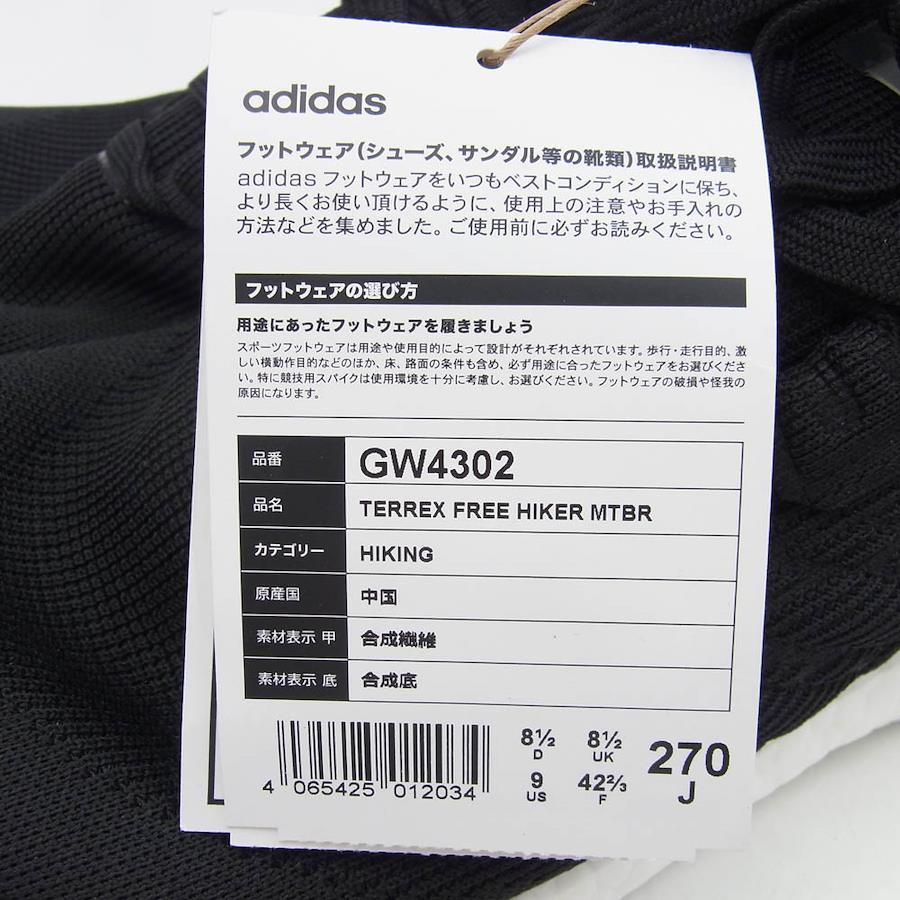 adidas
フットウェア(シューズ、サンダル等の靴類)取扱説明書
adidas フットウェアをいつもベストコンディションに保ち、
より長くお使い頂けるように、使用上の注意やお手入れの
方法などを集めました。ご使用前に必ずお読みください。
フットウェアの選び方
用途にあったフットウェアを履きましょう
スポーツフットウェアは用途や使用目的によって設計がそれぞれされています。歩行・走行目的、激
しい横動作目的などのほか、床、路面の条件も含め、必ず用途に合ったフットウェアをお選びくださ
い。特に競技用スパイクは使用環境を十分に考慮し、お選びください。フットウェアの破損や怪我の
原因になります。
品番 GW4302
品名 TERREX FREE HIKER MTBR
カテゴリー HIKING
原産国 中国
素材表示 甲 合成繊維
素材表示 底 合成底
8½ 8½ 270
D UK J
9 42⅔
US F
4 065425 012034